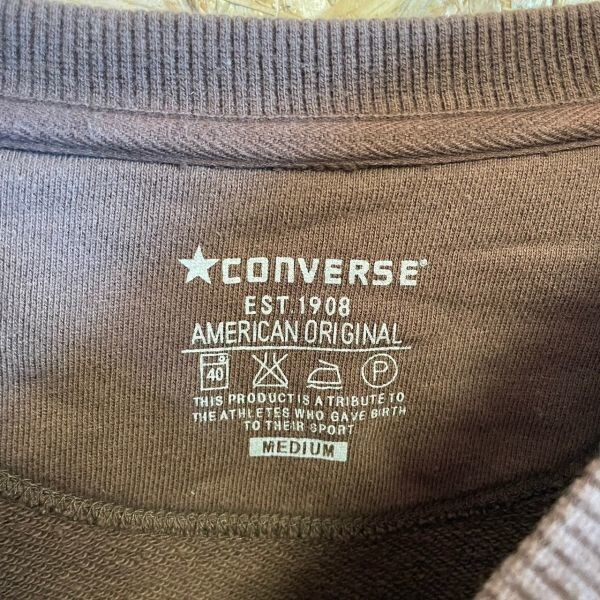 ★CONVERSE®
EST.1908
AMERICAN ORIGINAL
40 P
THIS PRODUCT IS A TRIBUTE TO
THE ATHLETES WHO GAVE BIRTH
TO THEIR SPORT
MEDIUM